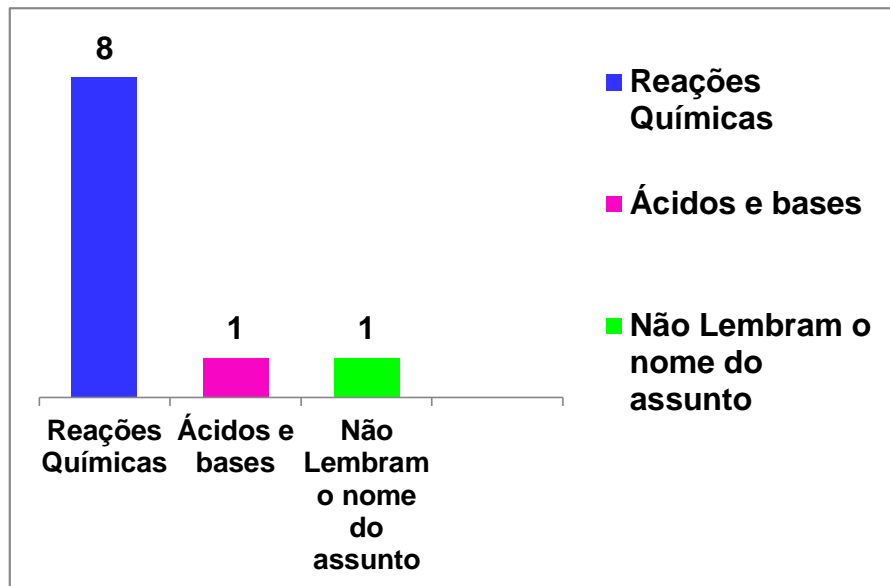 8
1
1
Reações
Químicas
Ácidos e
bases
Não
Lembram
o nome
do
assunto
Reações
Químicas
Ácidos e bases
Não Lembram o
nome do
assunto